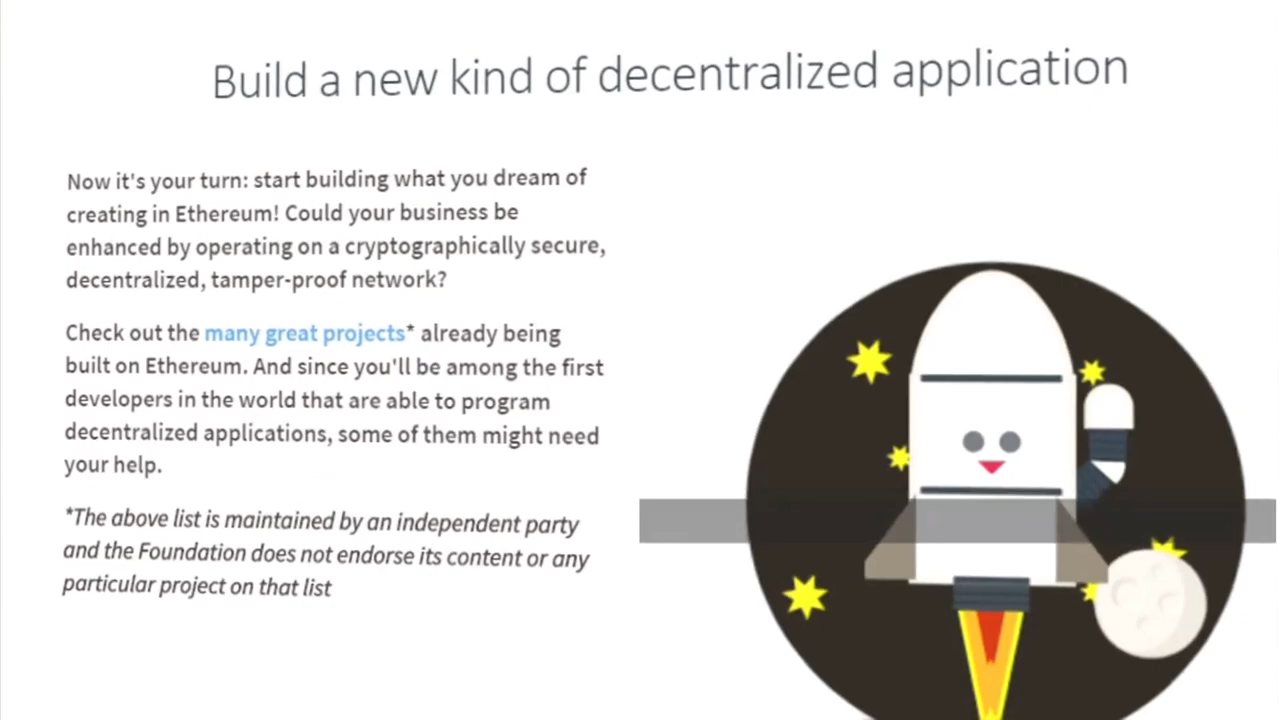 Build a new kind of decentralized application
Now it's your turn: start building what you dream of
creating in Ethereum! Could your business be
enhanced by operating on a cryptographically secure,
decentralized, tamper-proof network?
Check out the many great projects* already being
built on Ethereum. And since you'll be among the first
developers in the world that are able to program
decentralized applications, some of them might need
your help.
*The above list is maintained by an independent party
and the Foundation does not endorse its content or any
particular project on that list